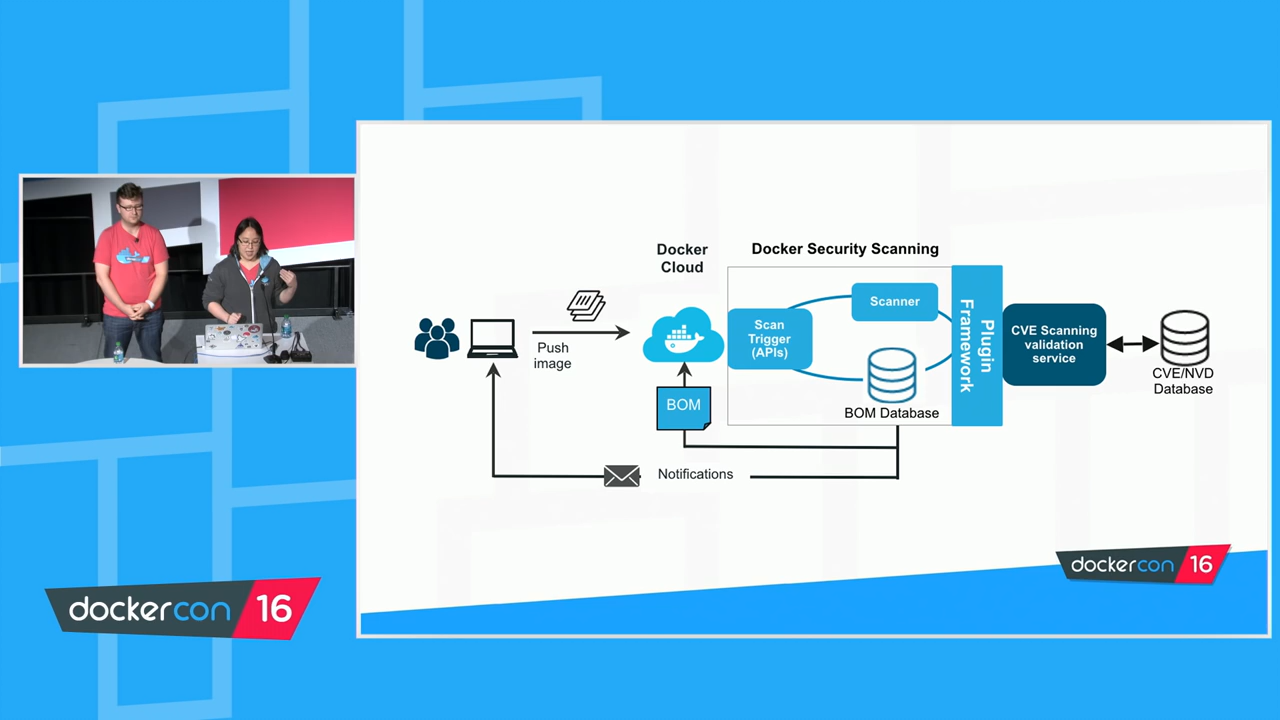 Docker
Cloud
Docker Security Scanning
Push
image
Scan
Trigger
(APIs)
Scanner
BOM Database
Plugin
Framework
CVE Scanning
validation
service
CVE/NVD
Database
BOM
Notifications
dockercon 16
dockercon 16